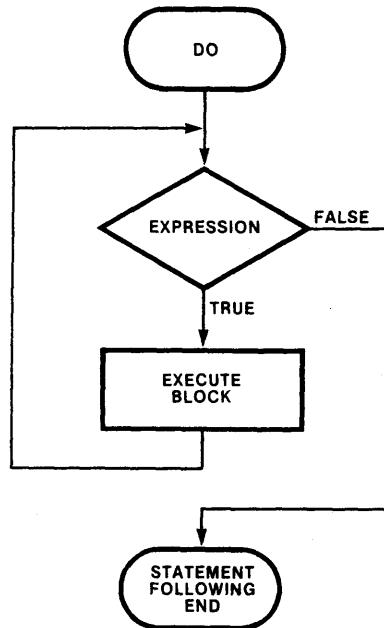 DO
EXPRESSION
FALSE
TRUE
EXECUTE
BLOCK
STATEMENT
FOLLOWING
END